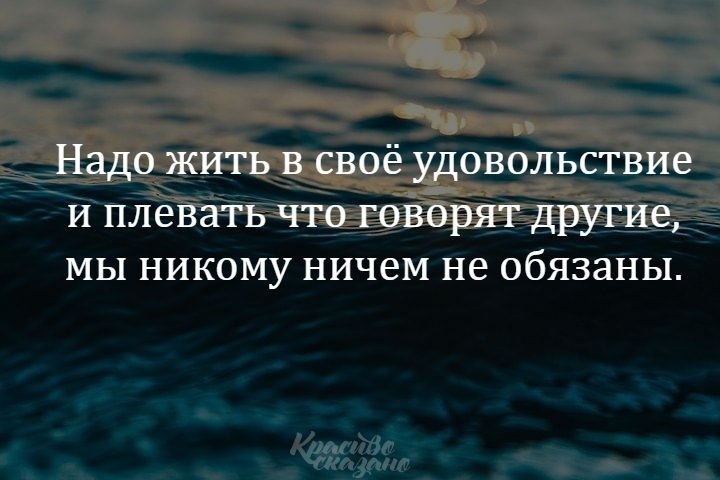 Надо жить в своё удовольствие
и плевать что говорят другие,
мы никому ничем не обязаны.
Красиво
сказано